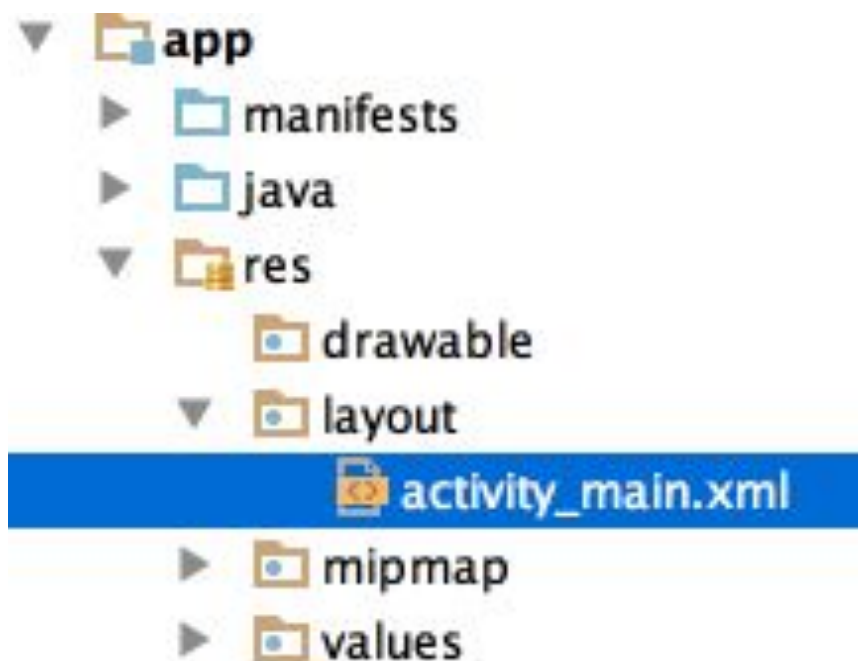 app
manifests
java
res
drawable
layout
activity_main.xml
mipmap
values